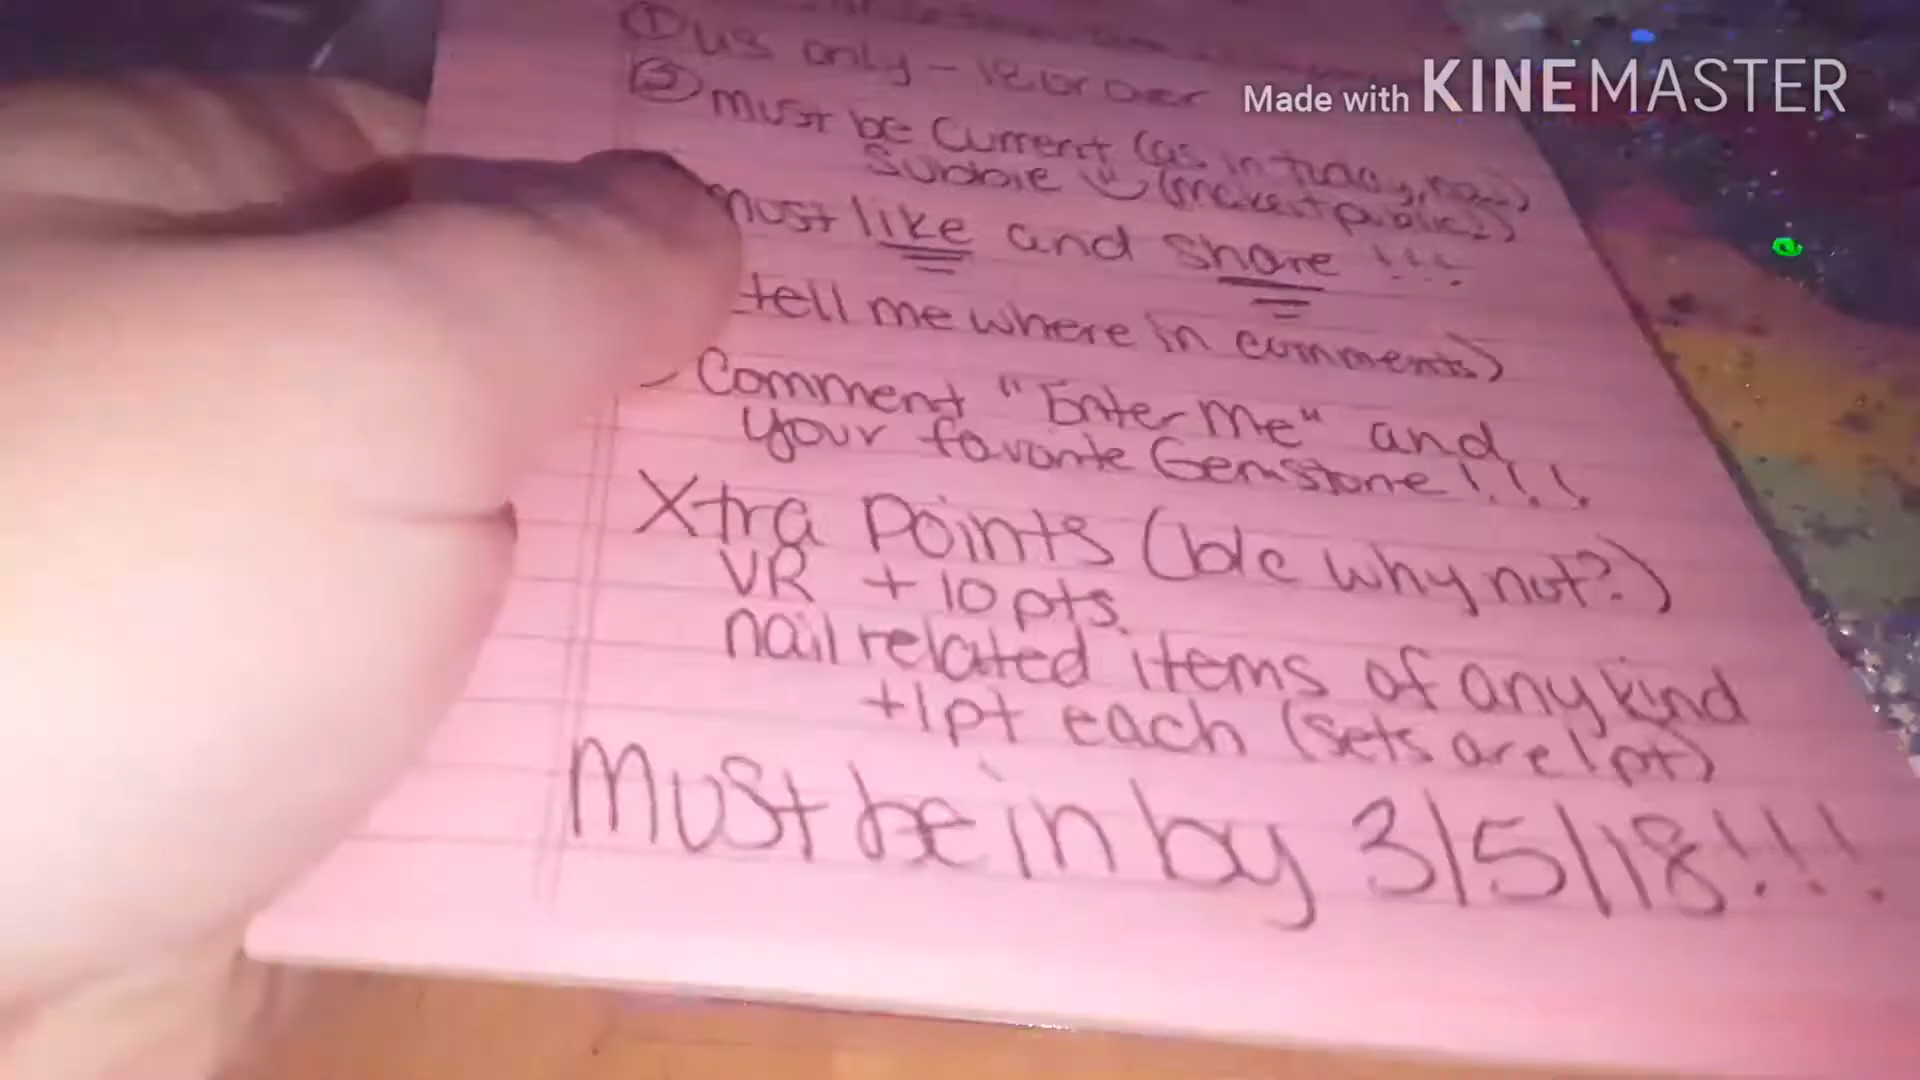 ① US only - 18 or over
Made with KINEMASTER
② must be current (as in today, now)
Subbie (make it public!)
must like and share !!!
tell me where in comments)
Comment "Enter Me" and
your favorite Gemstone!!!!
Xtra Points (b/c why not?)
VR +10 pts.
nail related items of any kind
+1pt each (sets are 1 pt)
Must be in by 3/5/18!!!